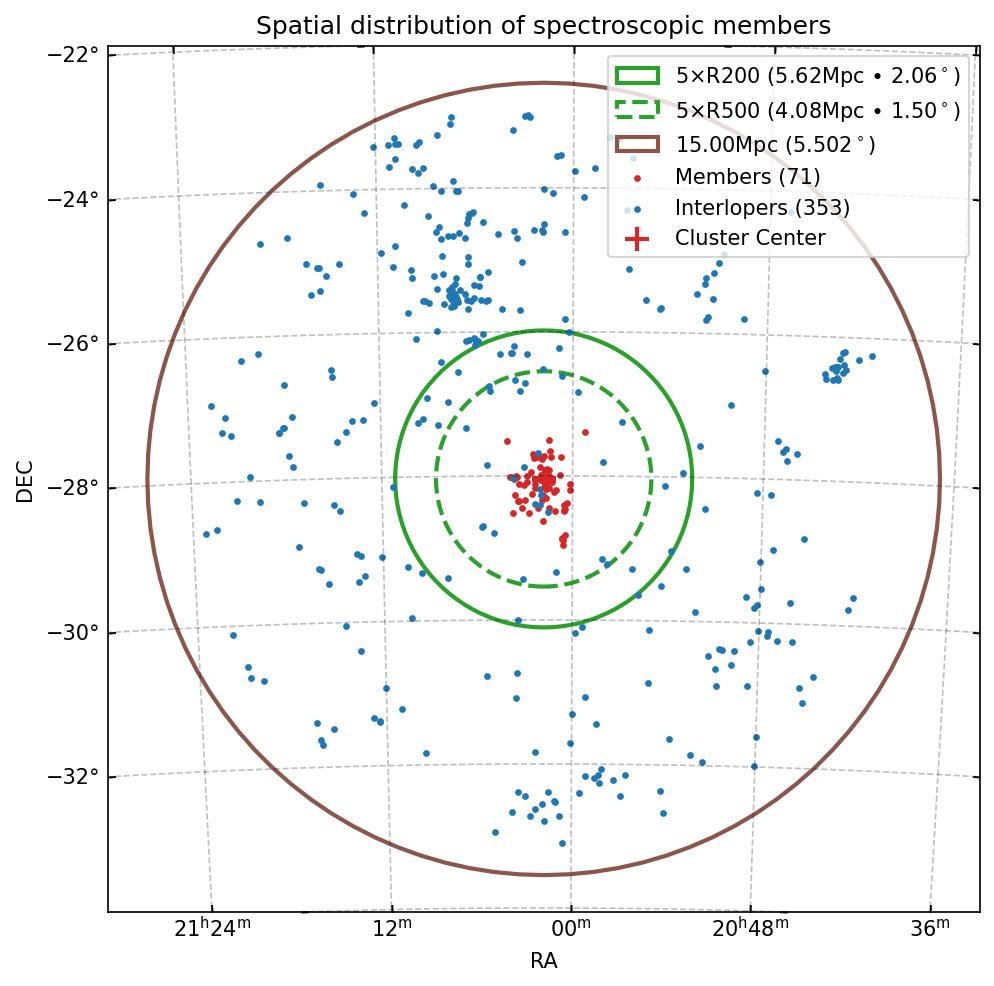 Spatial distribution of spectroscopic members
5×R200 (5.62Mpc • 2.06°)
5×R500 (4.08Mpc • 1.50°)
15.00Mpc (5.502°)
Members (71)
Interlopers (353)
Cluster Center
−22°
−24°
−26°
−28°
−30°
−32°
DEC
21h24m 12m 00m 20h48m 36m
RA